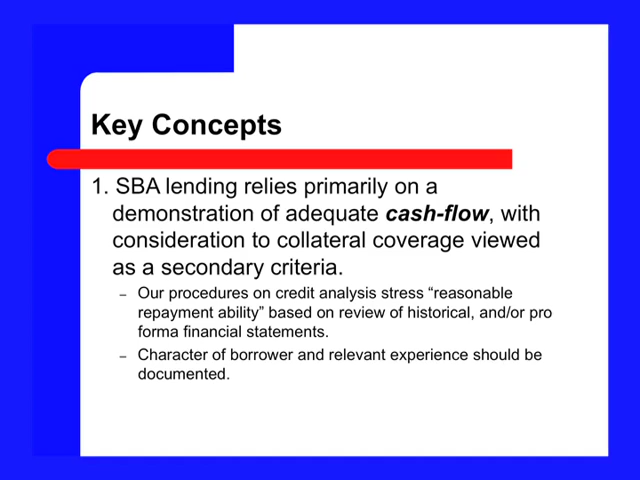 Key Concepts
1. SBA lending relies primarily on a
demonstration of adequate cash-flow, with
consideration to collateral coverage viewed
as a secondary criteria.
– Our procedures on credit analysis stress “reasonable
repayment ability” based on review of historical, and/or pro
forma financial statements.
– Character of borrower and relevant experience should be
documented.